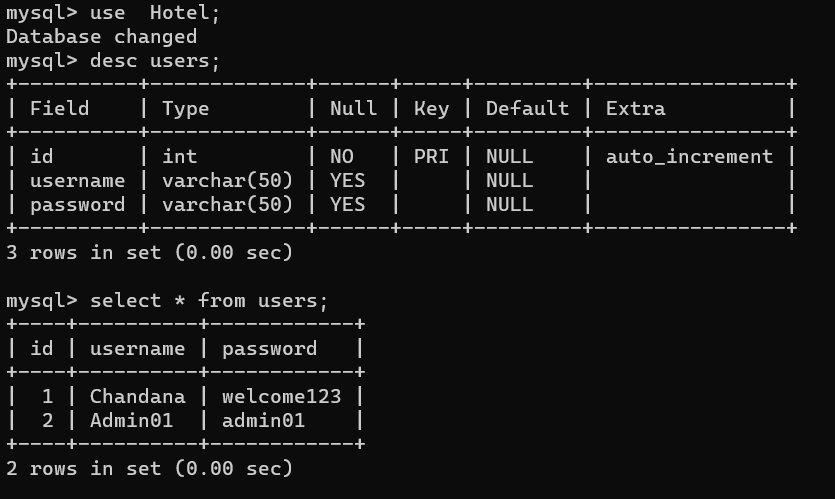 mysql> use  Hotel;
Database changed
mysql> desc users;
+----------+-------------+------+-----+---------+----------------+
| Field    | Type        | Null | Key | Default | Extra          |
+----------+-------------+------+-----+---------+----------------+
| id       | int         | NO   | PRI | NULL    | auto_increment |
| username | varchar(50) | YES  |     | NULL    |                |
| password | varchar(50) | YES  |     | NULL    |                |
+----------+-------------+------+-----+---------+----------------+
3 rows in set (0.00 sec)

mysql> select * from users;
+----+----------+------------+
| id | username | password   |
+----+----------+------------+
|  1 | Chandana | welcome123 |
|  2 | Admin01  | admin01    |
+----+----------+------------+
2 rows in set (0.00 sec)